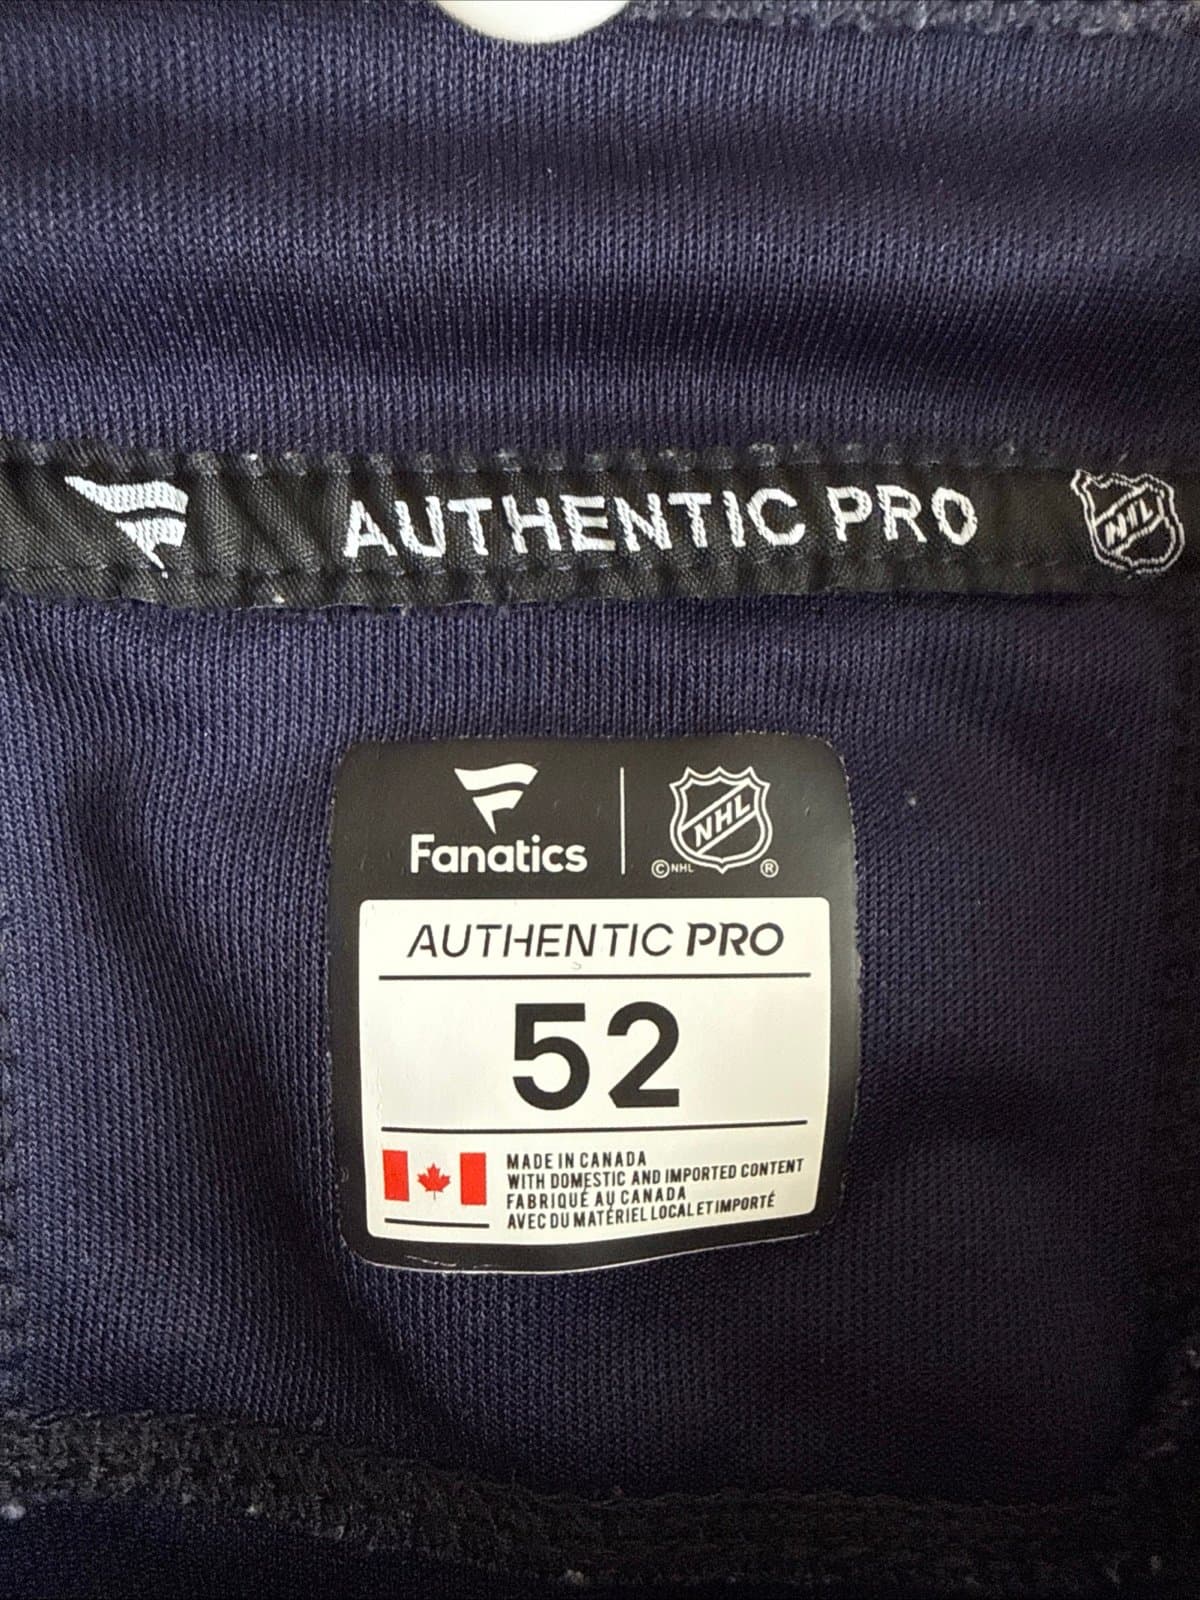 AUTHENTIC PRO NHL
Fanatics NHL
© NHL ®
AUTHENTIC PRO
52
MADE IN CANADA
WITH DOMESTIC AND IMPORTED CONTENT
FABRIQUÉ AU CANADA
AVEC DU MATÉRIEL LOCAL ET IMPORTÉ